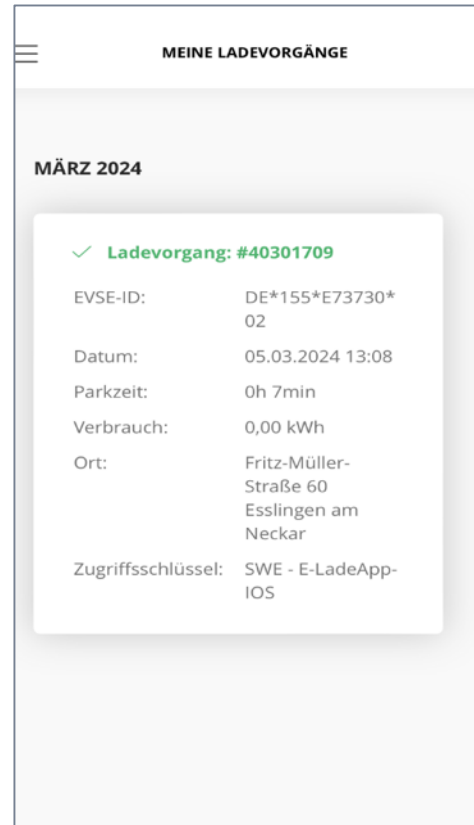 MEINE LADEVORGÄNGE
MÄRZ 2024
Ladevorgang: #40301709
EVSE-ID: DE*155*E73730*
02
Datum: 05.03.2024 13:08
Parkzeit: 0h 7min
Verbrauch: 0,00 kWh
Ort: Fritz-Müller-
Straße 60
Esslingen am
Neckar
Zugriffsschlüssel: SWE - E-LadeApp-
IOS